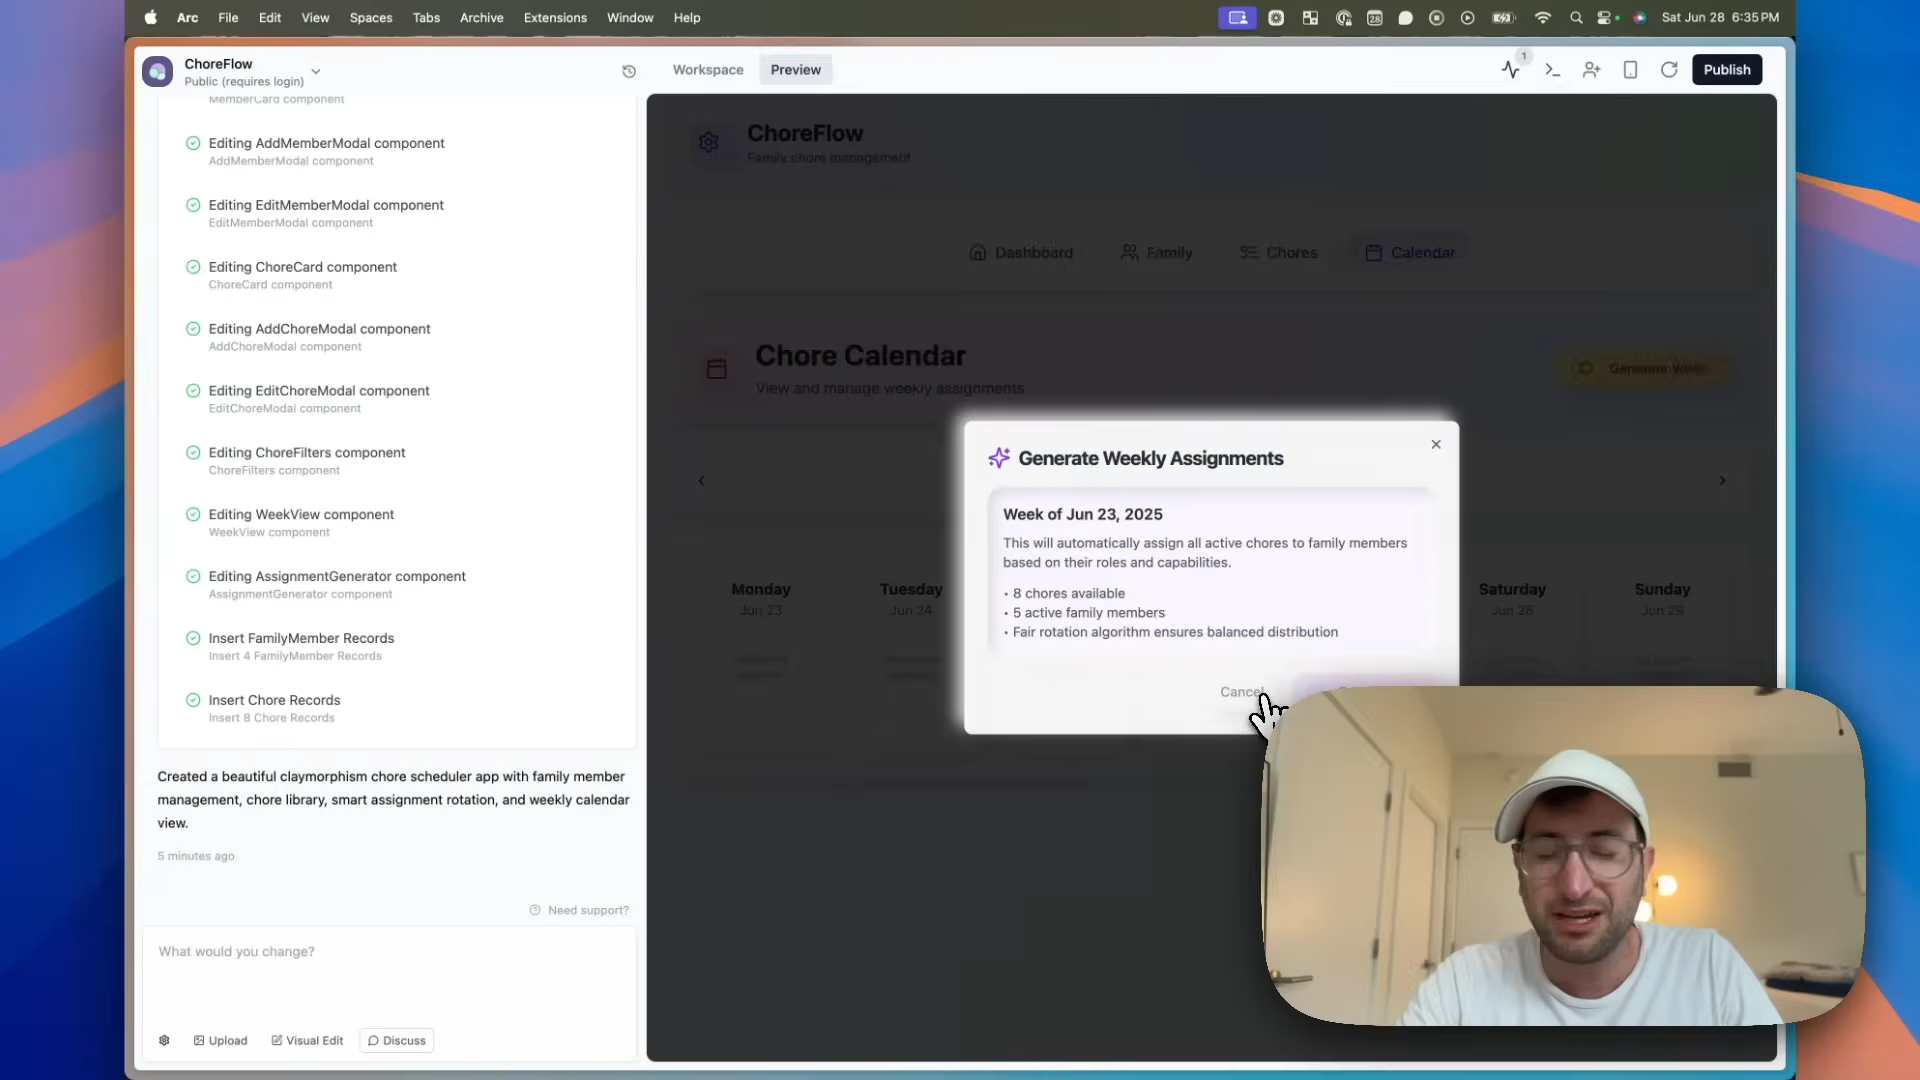 Arc File Edit View Spaces Tabs Archive Extensions Window Help
28
Sat Jun 28 6:35 PM
ChoreFlow
Public (requires login)
Workspace Preview
1
Publish
MemberCard component
Editing AddMemberModal component
AddMemberModal component
Editing EditMemberModal component
EditMemberModal component
Editing ChoreCard component
ChoreCard component
Editing AddChoreModal component
AddChoreModal component
Editing EditChoreModal component
EditChoreModal component
Editing ChoreFilters component
ChoreFilters component
Editing WeekView component
WeekView component
Editing AssignmentGenerator component
AssignmentGenerator component
Insert FamilyMember Records
Insert 4 FamilyMember Records
Insert Chore Records
Insert 8 Chore Records
Created a beautiful claymorphism chore scheduler app with family member
management, chore library, smart assignment rotation, and weekly calendar
view.
5 minutes ago
Need support?
What would you change?
Upload Visual Edit Discuss
ChoreFlow
Family chore management
Dashboard Family Chores Calendar
Chore Calendar
View and manage weekly assignments
Generate Week
Monday Tuesday Saturday Sunday
Jun 23 Jun 24 Jun 28 Jun 29
Generate Weekly Assignments
Week of Jun 23, 2025
This will automatically assign all active chores to family members
based on their roles and capabilities.
• 8 chores available
• 5 active family members
• Fair rotation algorithm ensures balanced distribution
Cancel